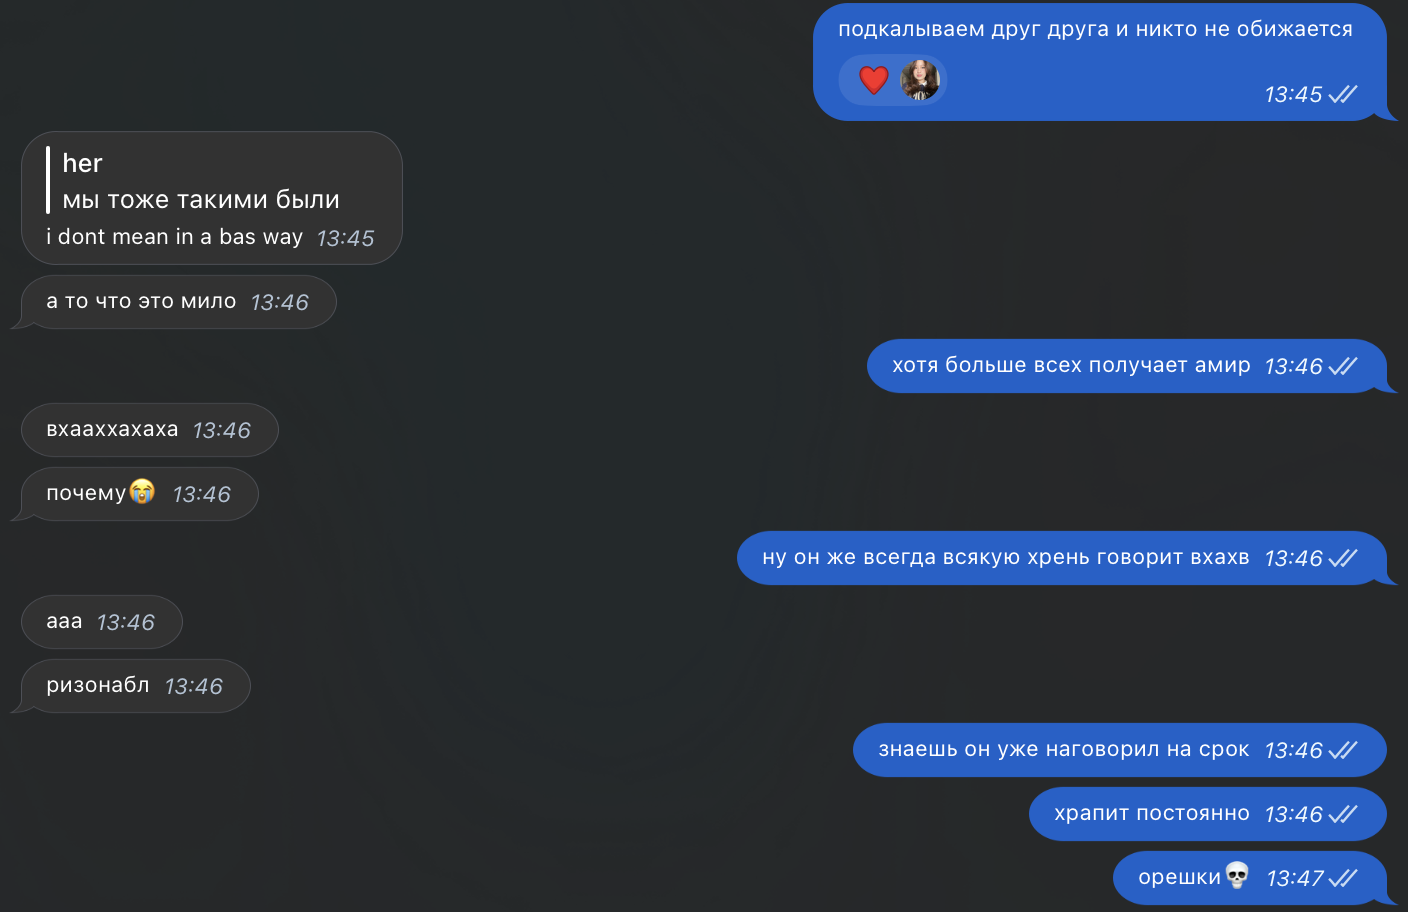 подкалываем друг друга и никто не обижается
13:45
her
мы тоже такими были
i dont mean in a bas way 13:45
а то что это мило 13:46
хотя больше всех получает амир 13:46
вхааххахаха 13:46
почему😭 13:46
ну он же всегда всякую хрень говорит вхахв 13:46
ааа 13:46
ризонабл 13:46
знаешь он уже наговорил на срок 13:46
храпит постоянно 13:46
орешки💀 13:47